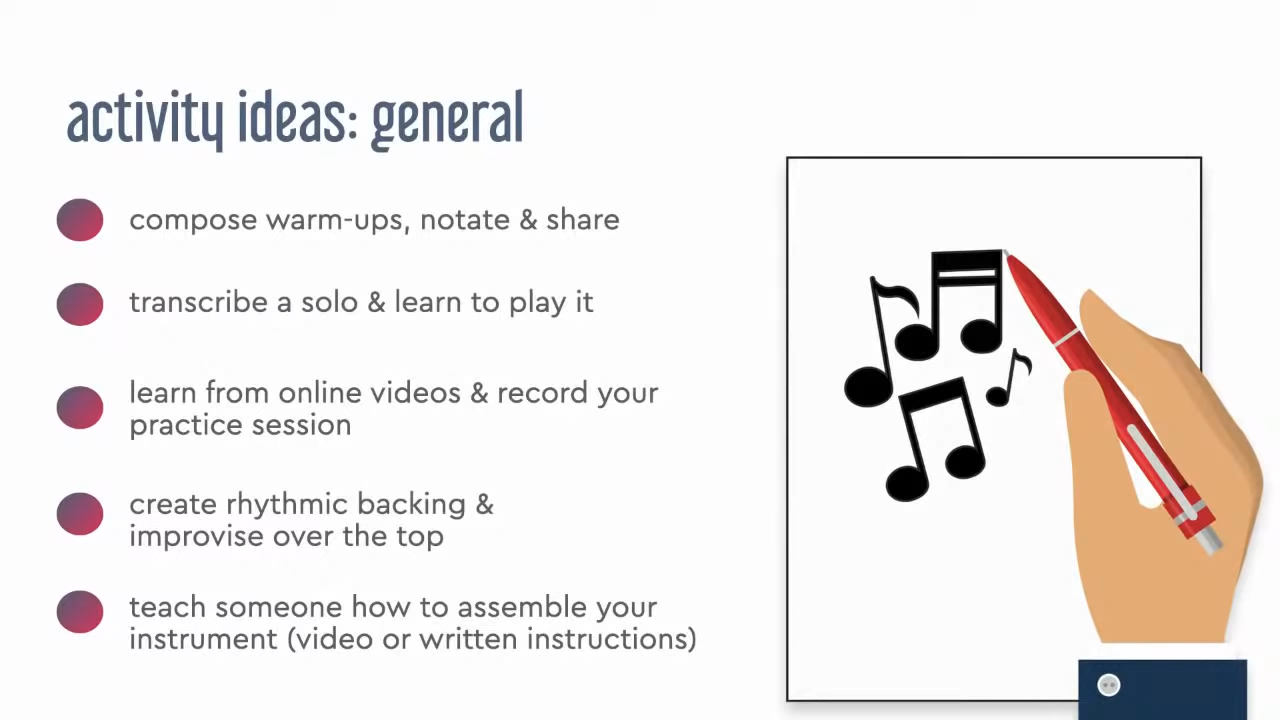 activity ideas: general
compose warm-ups, notate & share
transcribe a solo & learn to play it
learn from online videos & record your
practice session
create rhythmic backing &
improvise over the top
teach someone how to assemble your
instrument (video or written instructions)